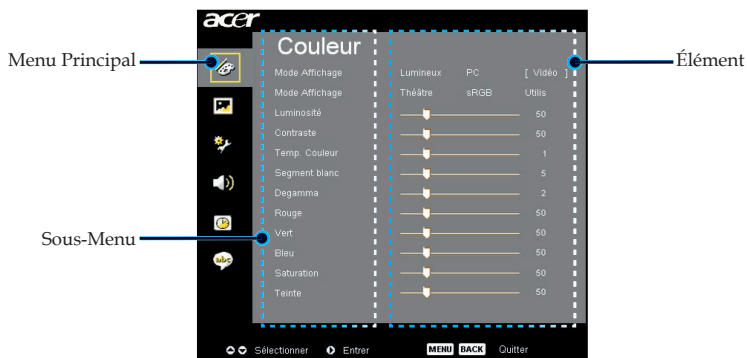 acer
Couleur
Menu Principal
Élément
Mode Affichage Lumineux PC [ Vidéo ]
Mode Affichage Théâtre sRGB Utilis
Luminosité 50
Contraste 50
Temp. Couleur 1
Segment blanc 5
Degamma 2
Rouge 50
Sous-Menu
Vert 50
Bleu 50
abc
Saturation 50
Teinte 50
Sélectionner Entrer MENU BACK Quitter